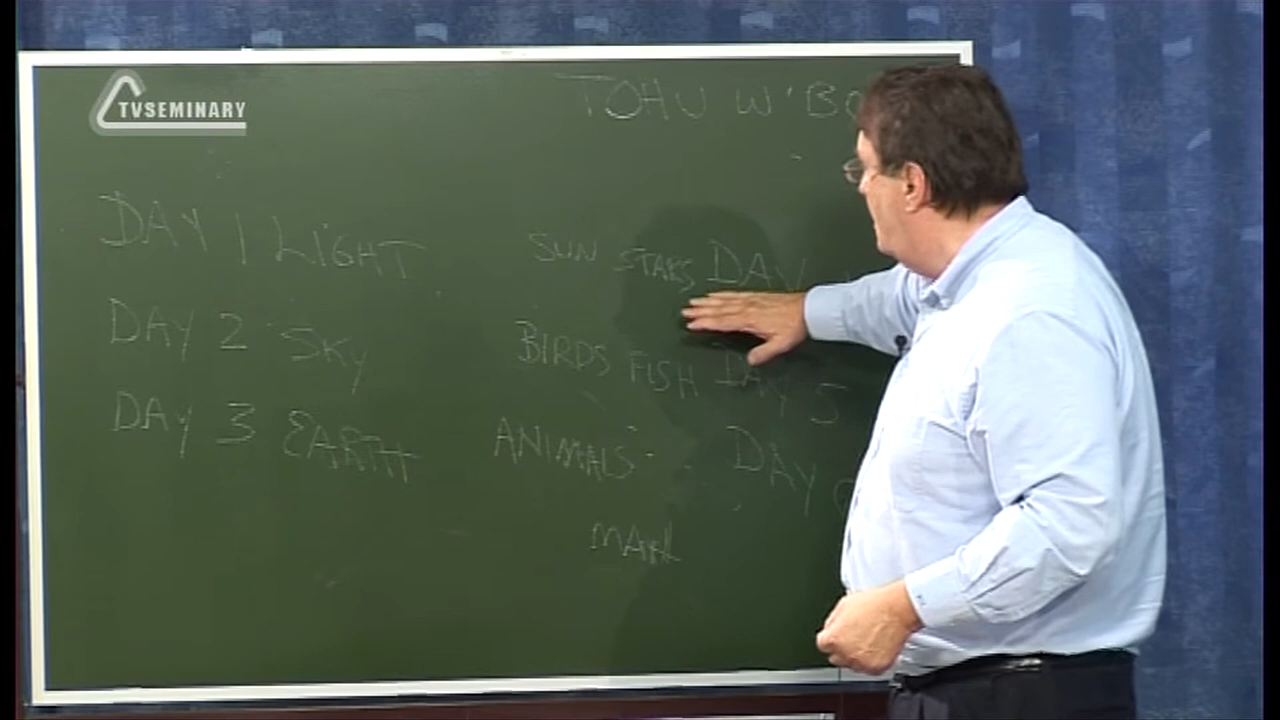 TVSEMINARY
TOHU W'BO
DAY 1 LIGHT
SUN STARS, DAY
DAY 2 SKY
BIRDS FISH DAY 5
DAY 3 EARTH
ANIMALS DAY
MAN